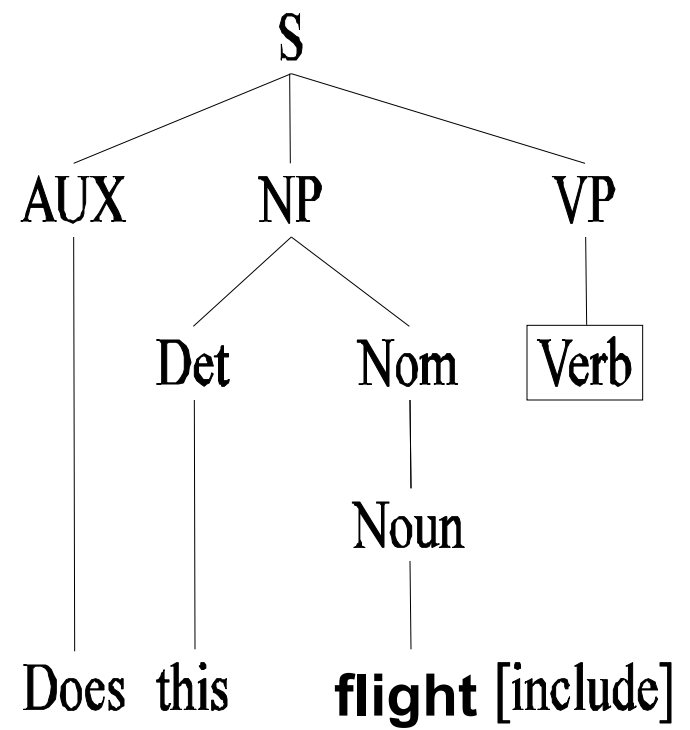 S
AUX NP VP
Det Nom Verb
Noun
Does this flight [include]